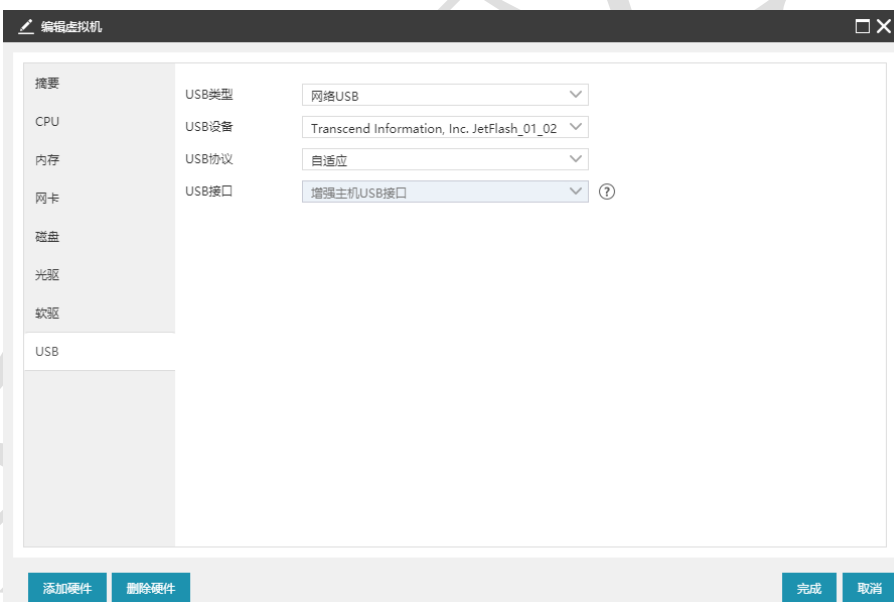 编辑虚拟机
摘要
CPU
内存
网卡
磁盘
光驱
软驱
USB
USB类型 网络USB
USB设备 Transcend Information, Inc. JetFlash_01_02
USB协议 自适应
USB接口 增强主机USB接口 ?
添加硬件 删除硬件 完成 取消